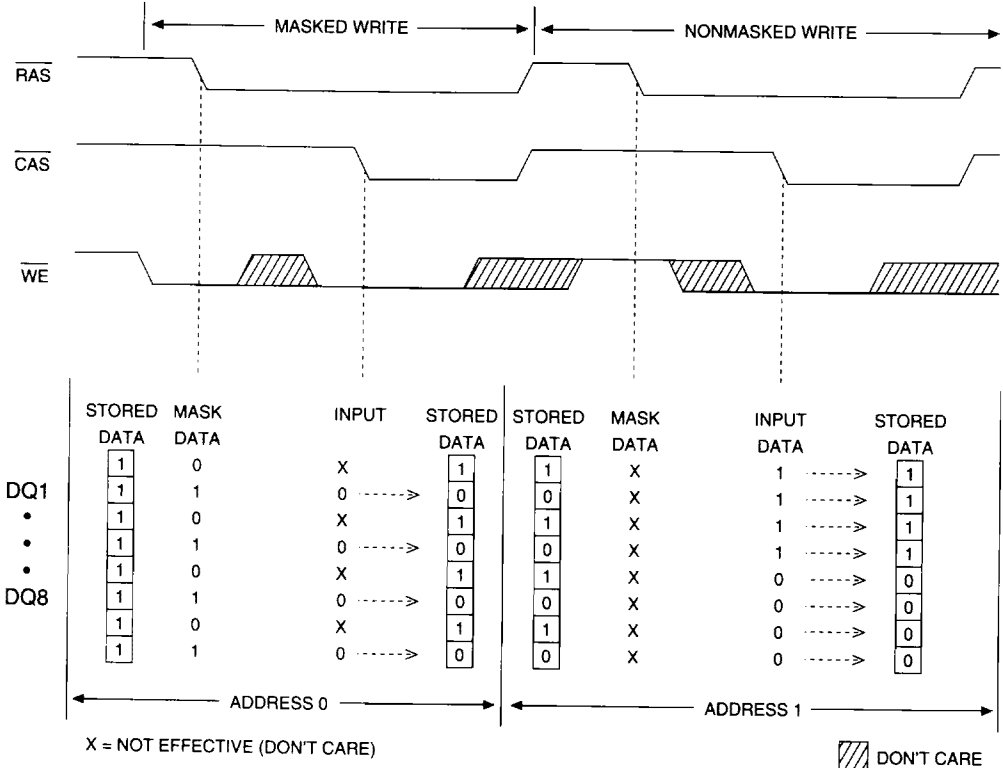 MASKED WRITE NONMASKED WRITE
RAS
CAS
WE
STORED MASK INPUT STORED STORED MASK INPUT STORED
DATA DATA DATA DATA DATA DATA DATA
1 0 X 1 1 X 1 1
DQ1 1 1 0 0 0 X 1 1
• 1 0 X 1 1 X 1 1
• 1 1 0 0 0 X 1 1
• 1 0 X 1 1 X 0 0
DQ8 1 1 0 0 0 X 0 0
1 0 X 1 1 X 0 0
1 1 0 0 0 X 0 0
ADDRESS 0 ADDRESS 1
X = NOT EFFECTIVE (DON'T CARE) DON'T CARE